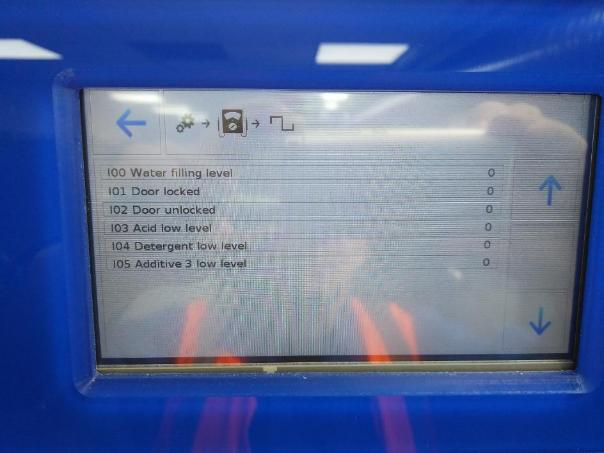 I00 Water filling level 0
I01 Door locked 0
I02 Door unlocked 0
I03 Acid low level 0
I04 Detergent low level 0
I05 Additive 3 low level 0